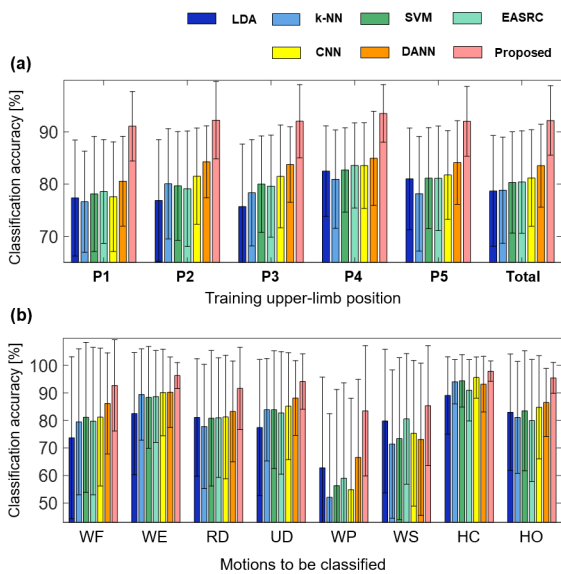 LDA k-NN SVM EASRC
CNN DANN Proposed
(a)
Classification accuracy [%]
90
80
70
P1 P2 P3 P4 P5 Total
Training upper-limb position
(b)
Classification accuracy [%]
100
90
80
70
60
50
WF WE RD UD WP WS HC HO
Motions to be classified